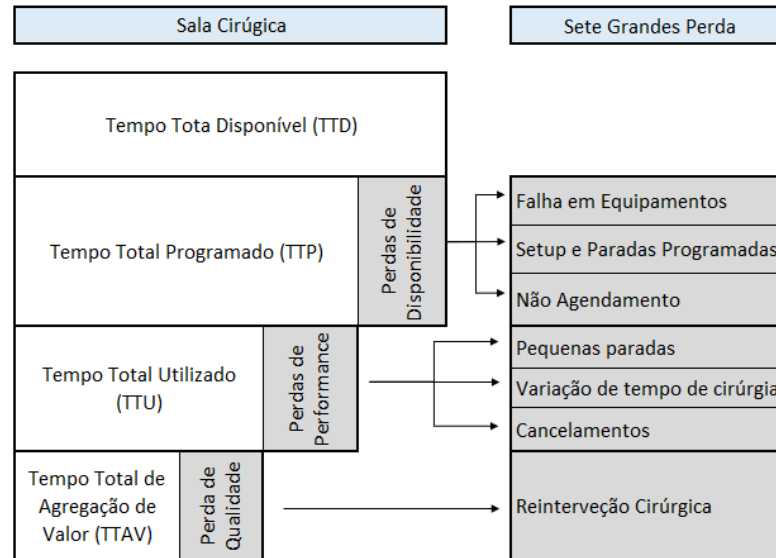 Sala Cirúgica
Sete Grandes Perda
Tempo Tota Disponível (TTD)
Tempo Total Programado (TTP)
Perdas de
Disponibilidade
Falha em Equipamentos
Setup e Paradas Programadas
Não Agendamento
Tempo Total Utilizado
(TTU)
Perdas de
Performance
Pequenas paradas
Variação de tempo de cirúrgia
Cancelamentos
Tempo Total de
Agregação de
Valor (TTAV)
Perda de
Qualidade
Reinterveção Cirúrgica